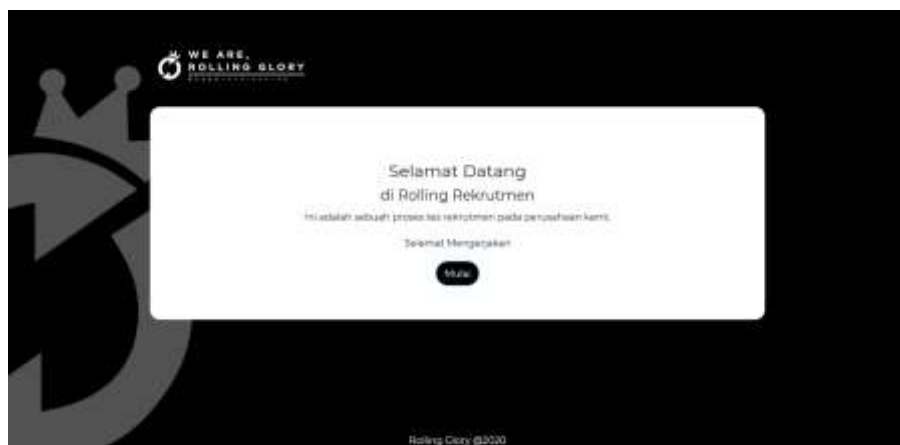 WE ARE,
ROLLING GLORY
Selamat Datang
di Rolling Rekrutmen
Ini adalah sebuah proses tes rekrutmen pada perusahaan kami.
Selamat Mengerjakan
Mulai
Rolling Glory @2020